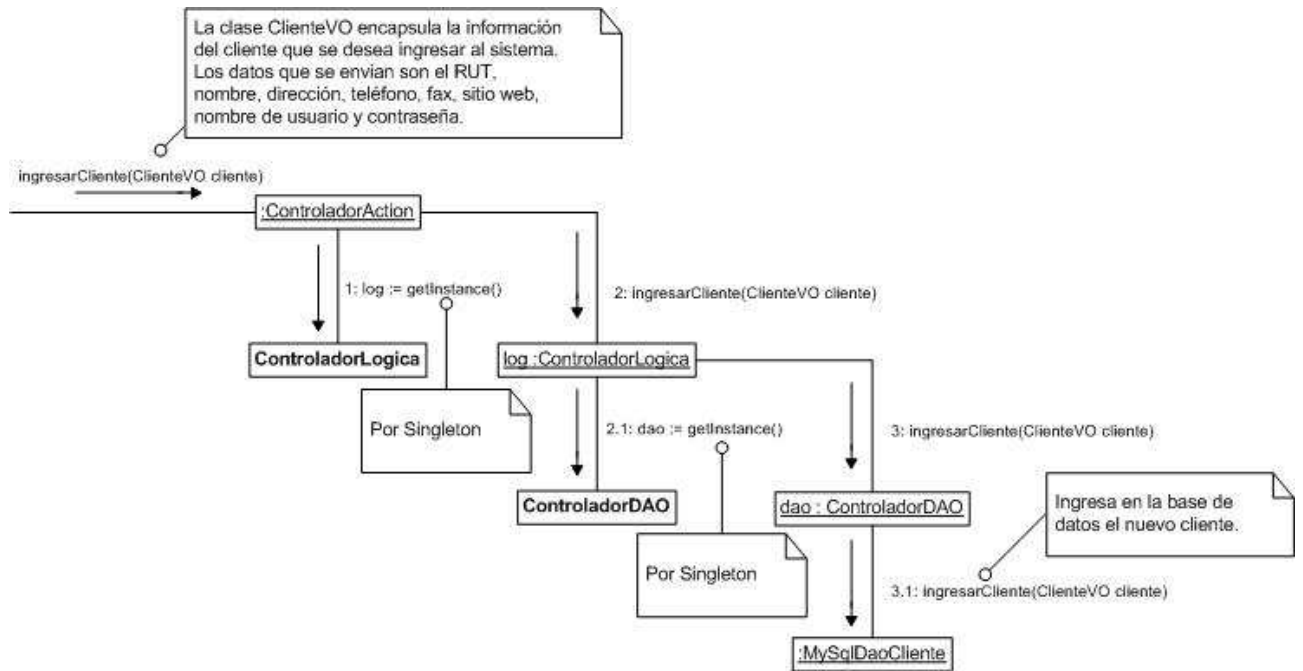 La clase ClienteVO encapsula la información
del cliente que se desea ingresar al sistema.
Los datos que se envian son el RUT,
nombre, dirección, teléfono, fax, sitio web,
nombre de usuario y contraseña.
ingresarCliente(ClienteVO cliente)
:ControladorAction
1: log := getInstance()
2: ingresarCliente(ClienteVO cliente)
ControladorLogica
log :ControladorLogica
Por Singleton
2.1: dao := getInstance()
3: ingresarCliente(ClienteVO cliente)
ControladorDAO
dao : ControladorDAO
Ingresa en la base de
datos el nuevo cliente.
Por Singleton
3.1: ingresarCliente(ClienteVO cliente)
:MySqlDaoCliente